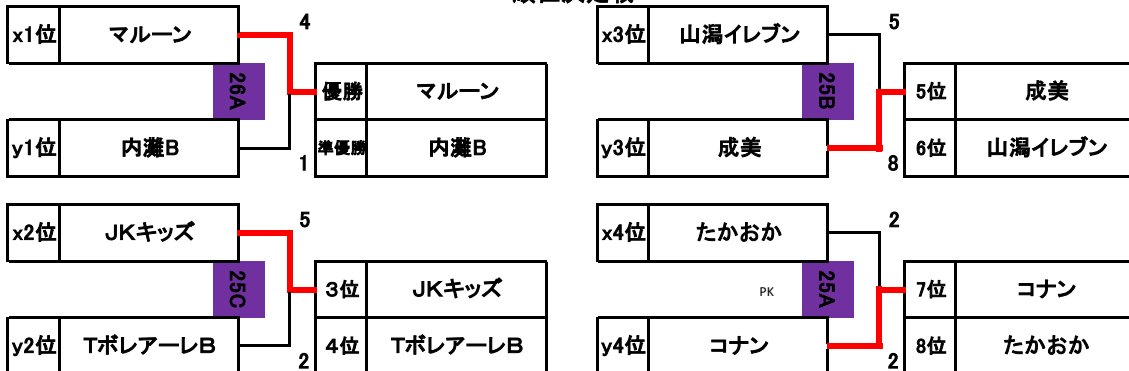 x1位 マルーン 4
26A
優勝 マルーン
y1位 内灘B 1
準優勝 内灘B
x3位 山潟イレブン 5
25B
5位 成美
y3位 成美 8
6位 山潟イレブン
x2位 JKキッズ 5
25C
3位 JKキッズ
y2位 TボレアーレB 2
4位 TボレアーレB
x4位 たかおか 2
PK 25A
7位 コナン
y4位 コナン 2
8位 たかおか